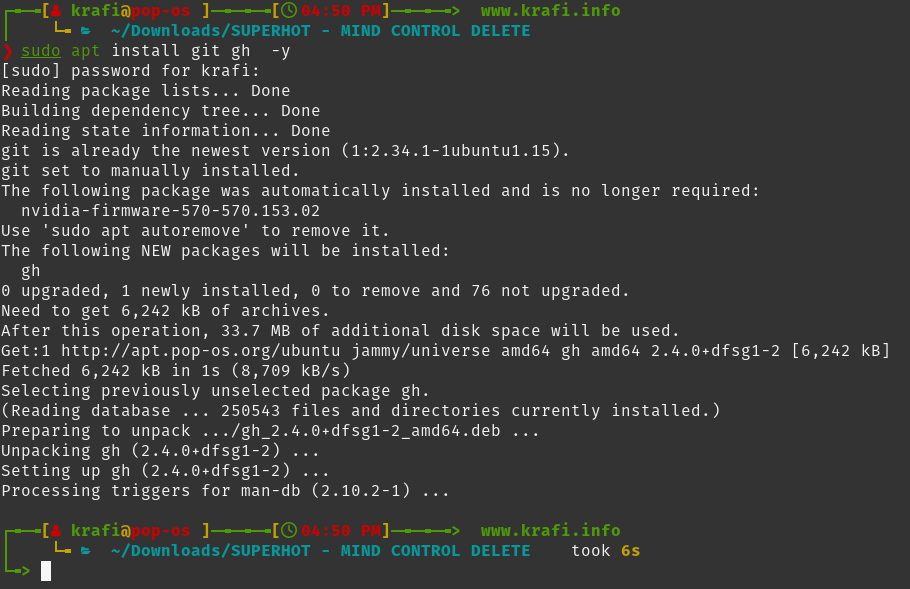 [ krafi@pop-os ]———[ 04:50 PM]———> www.krafi.info
~/Downloads/SUPERHOT - MIND CONTROL DELETE
❯ sudo apt install git gh  -y
[sudo] password for krafi:
Reading package lists... Done
Building dependency tree... Done
Reading state information... Done
git is already the newest version (1:2.34.1-1ubuntu1.15).
git set to manually installed.
The following package was automatically installed and is no longer required:
  nvidia-firmware-570-570.153.02
Use 'sudo apt autoremove' to remove it.
The following NEW packages will be installed:
  gh
0 upgraded, 1 newly installed, 0 to remove and 76 not upgraded.
Need to get 6,242 kB of archives.
After this operation, 33.7 MB of additional disk space will be used.
Get:1 http://apt.pop-os.org/ubuntu jammy/universe amd64 gh amd64 2.4.0+dfsg1-2 [6,242 kB]
Fetched 6,242 kB in 1s (8,709 kB/s)
Selecting previously unselected package gh.
(Reading database ... 250543 files and directories currently installed.)
Preparing to unpack .../gh_2.4.0+dfsg1-2_amd64.deb ...
Unpacking gh (2.4.0+dfsg1-2) ...
Setting up gh (2.4.0+dfsg1-2) ...
Processing triggers for man-db (2.10.2-1) ...
[ krafi@pop-os ]———[ 04:50 PM]———> www.krafi.info
~/Downloads/SUPERHOT - MIND CONTROL DELETE    took 6s